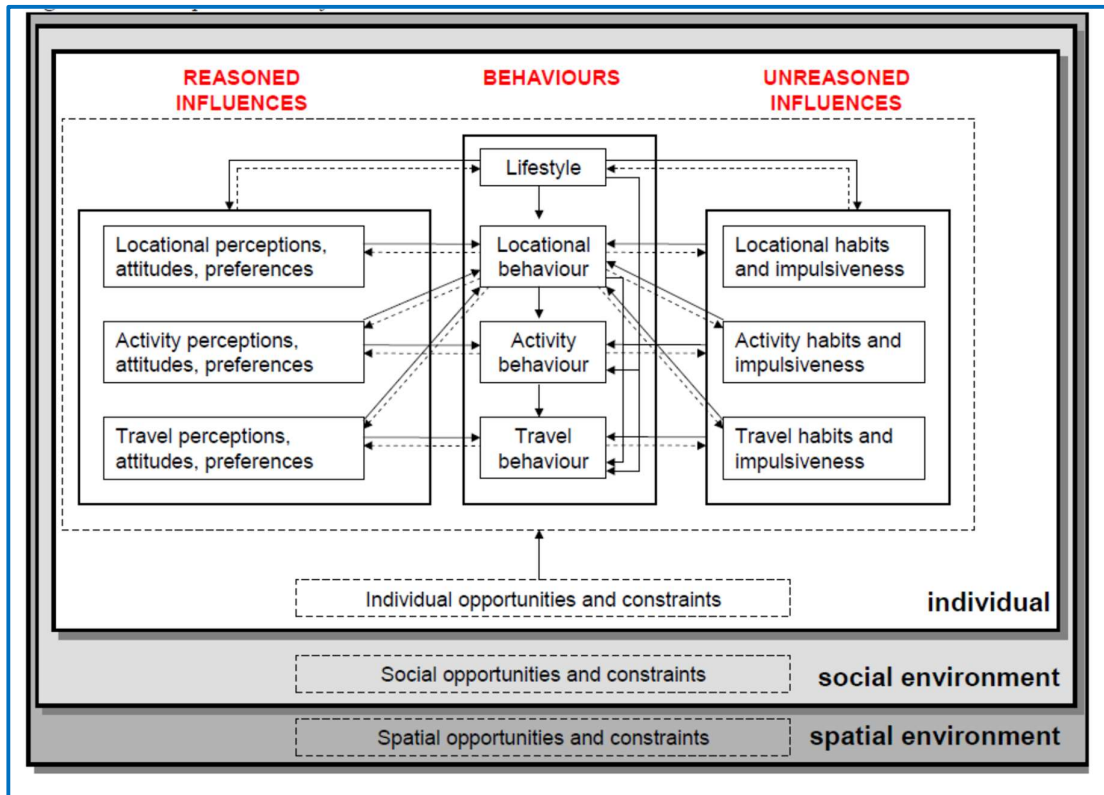 REASONED
INFLUENCES
BEHAVIOURS
UNREASONED
INFLUENCES
Lifestyle
Locational perceptions,
attitudes, preferences
Locational
behaviour
Locational habits
and impulsiveness
Activity perceptions,
attitudes, preferences
Activity
behaviour
Activity habits and
impulsiveness
Travel perceptions,
attitudes, preferences
Travel
behaviour
Travel habits and
impulsiveness
Individual opportunities and constraints
individual
Social opportunities and constraints
social environment
Spatial opportunities and constraints
spatial environment